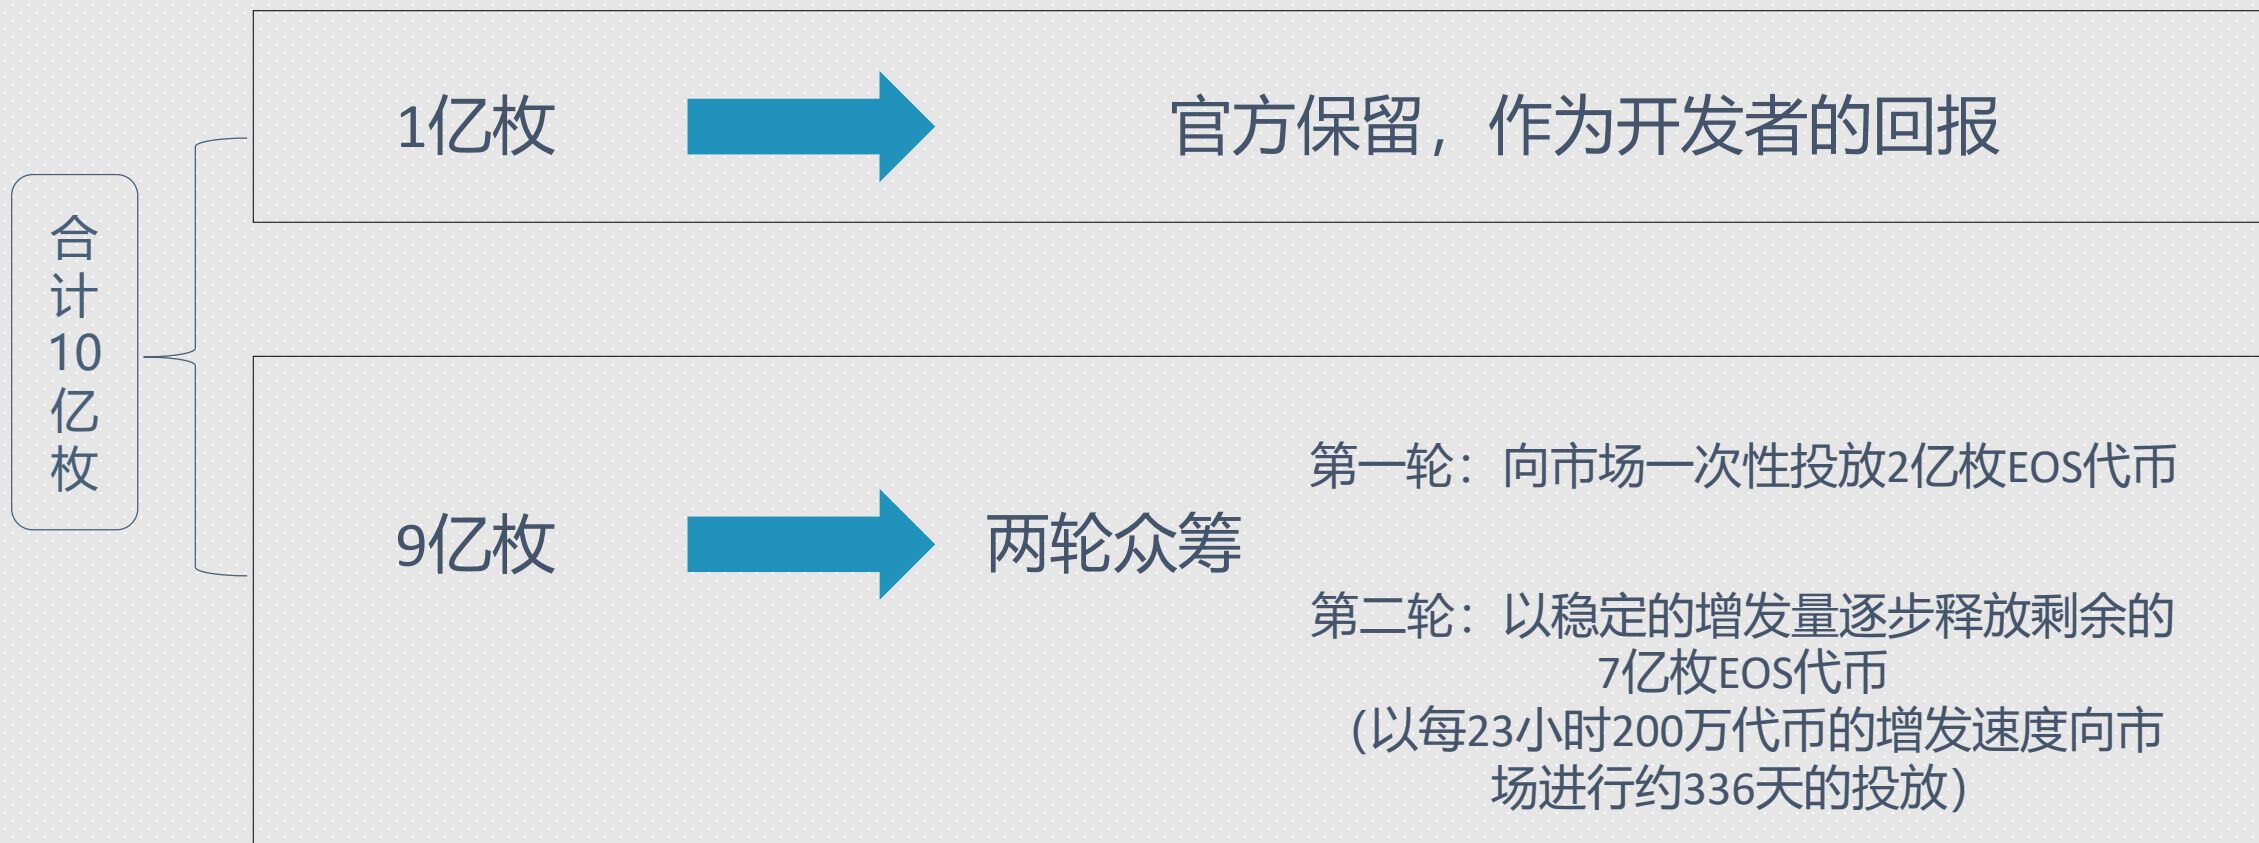 合
计
10
亿
枚
1亿枚
官方保留，作为开发者的回报
9亿枚
两轮众筹
第一轮：向市场一次性投放2亿枚EOS代币
第二轮：以稳定的增发量逐步释放剩余的
7亿枚EOS代币
(以每23小时200万代币的增发速度向市
场进行约336天的投放)